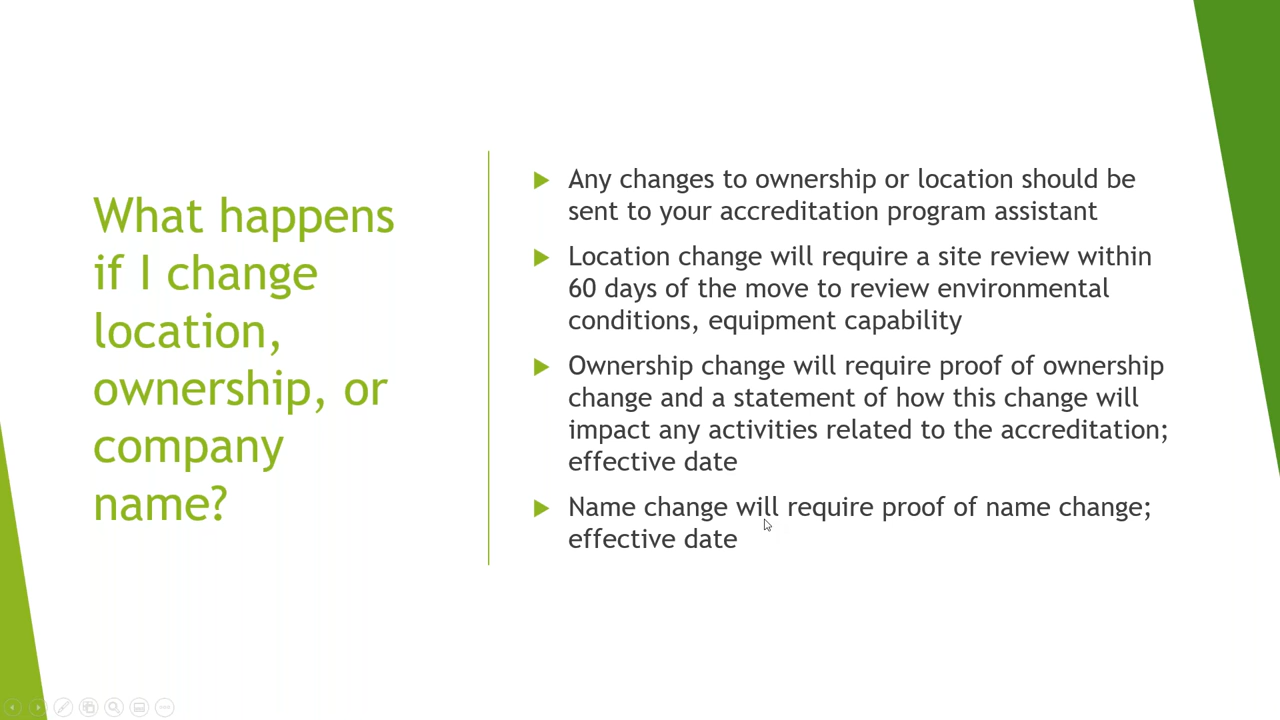 What happens
if I change
location,
ownership, or
company
name?
Any changes to ownership or location should be
sent to your accreditation program assistant
Location change will require a site review within
60 days of the move to review environmental
conditions, equipment capability
Ownership change will require proof of ownership
change and a statement of how this change will
impact any activities related to the accreditation;
effective date
Name change will require proof of name change;
effective date